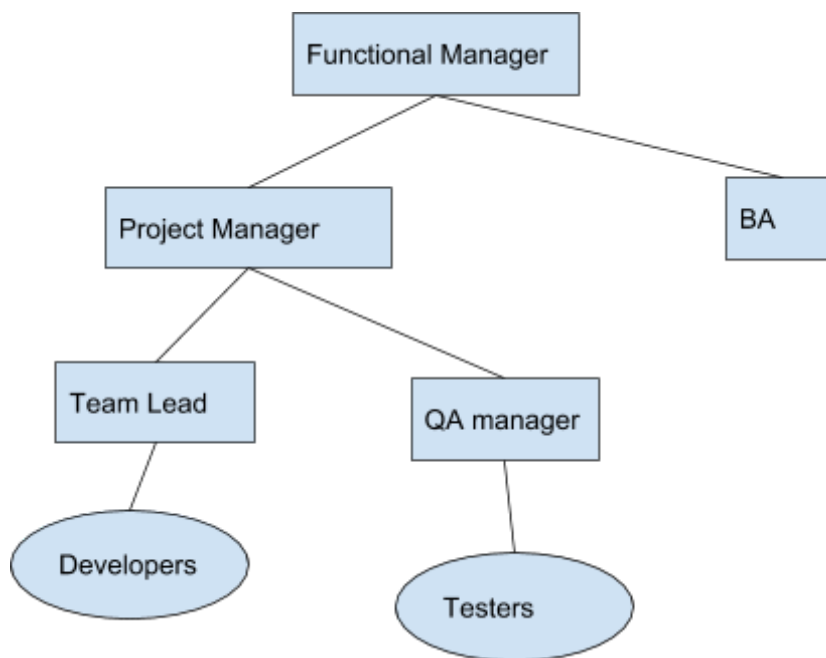 Functional Manager
Project Manager
BA
Team Lead
QA manager
Developers
Testers